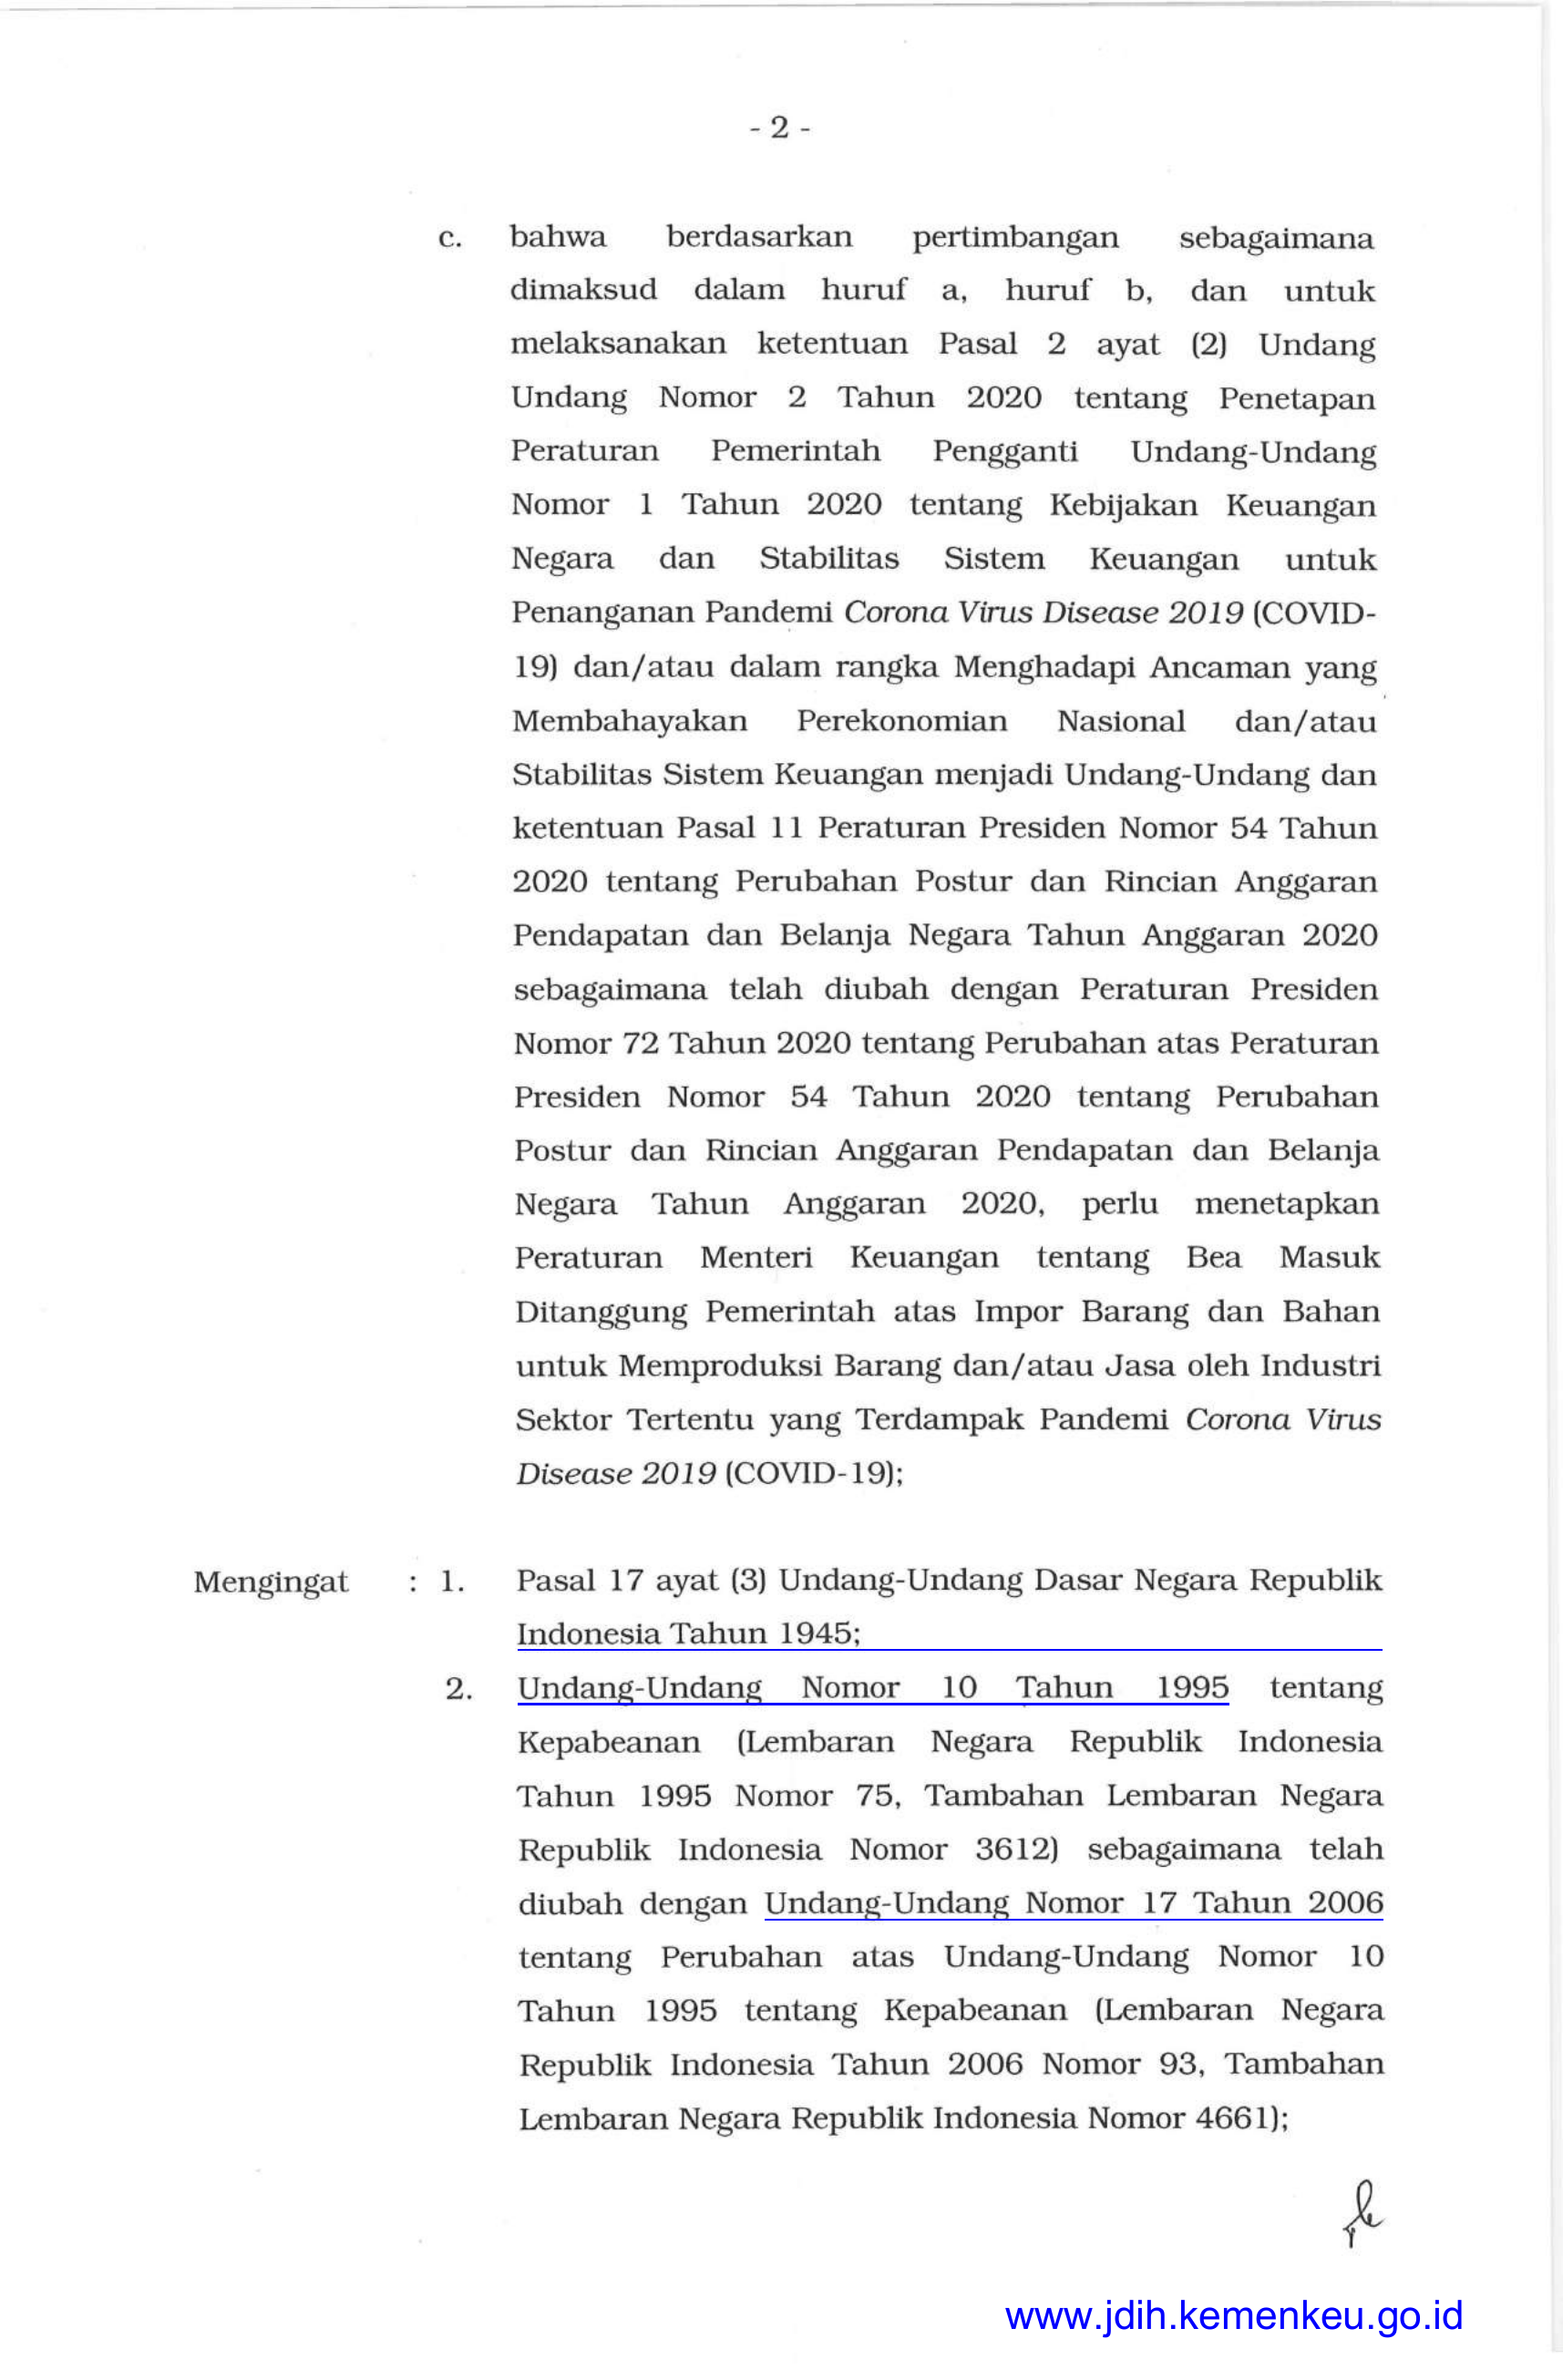 - 2 -
c. bahwa berdasarkan pertimbangan sebagaimana
dimaksud dalam huruf a, huruf b, dan untuk
melaksanakan ketentuan Pasal 2 ayat (2) Undang
Undang Nomor 2 Tahun 2020 tentang Penetapan
Peraturan Pemerintah Pengganti Undang-Undang
Nomor 1 Tahun 2020 tentang Kebijakan Keuangan
Negara dan Stabilitas Sistem Keuangan untuk
Penanganan Pandemi Corona Virus Disease 2019 (COVID-
19) dan/atau dalam rangka Menghadapi Ancaman yang
Membahayakan Perekonomian Nasional dan/atau
Stabilitas Sistem Keuangan menjadi Undang-Undang dan
ketentuan Pasal 11 Peraturan Presiden Nomor 54 Tahun
2020 tentang Perubahan Postur dan Rincian Anggaran
Pendapatan dan Belanja Negara Tahun Anggaran 2020
sebagaimana telah diubah dengan Peraturan Presiden
Nomor 72 Tahun 2020 tentang Perubahan atas Peraturan
Presiden Nomor 54 Tahun 2020 tentang Perubahan
Postur dan Rincian Anggaran Pendapatan dan Belanja
Negara Tahun Anggaran 2020, perlu menetapkan
Peraturan Menteri Keuangan tentang Bea Masuk
Ditanggung Pemerintah atas Impor Barang dan Bahan
untuk Memproduksi Barang dan/atau Jasa oleh Industri
Sektor Tertentu yang Terdampak Pandemi Corona Virus
Disease 2019 (COVID-19);
Mengingat : 1. Pasal 17 ayat (3) Undang-Undang Dasar Negara Republik
Indonesia Tahun 1945;
2. Undang-Undang Nomor 10 Tahun 1995 tentang
Kepabeanan (Lembaran Negara Republik Indonesia
Tahun 1995 Nomor 75, Tambahan Lembaran Negara
Republik Indonesia Nomor 3612) sebagaimana telah
diubah dengan Undang-Undang Nomor 17 Tahun 2006
tentang Perubahan atas Undang-Undang Nomor 10
Tahun 1995 tentang Kepabeanan (Lembaran Negara
Republik Indonesia Tahun 2006 Nomor 93, Tambahan
Lembaran Negara Republik Indonesia Nomor 4661);
www.jdih.kemenkeu.go.id